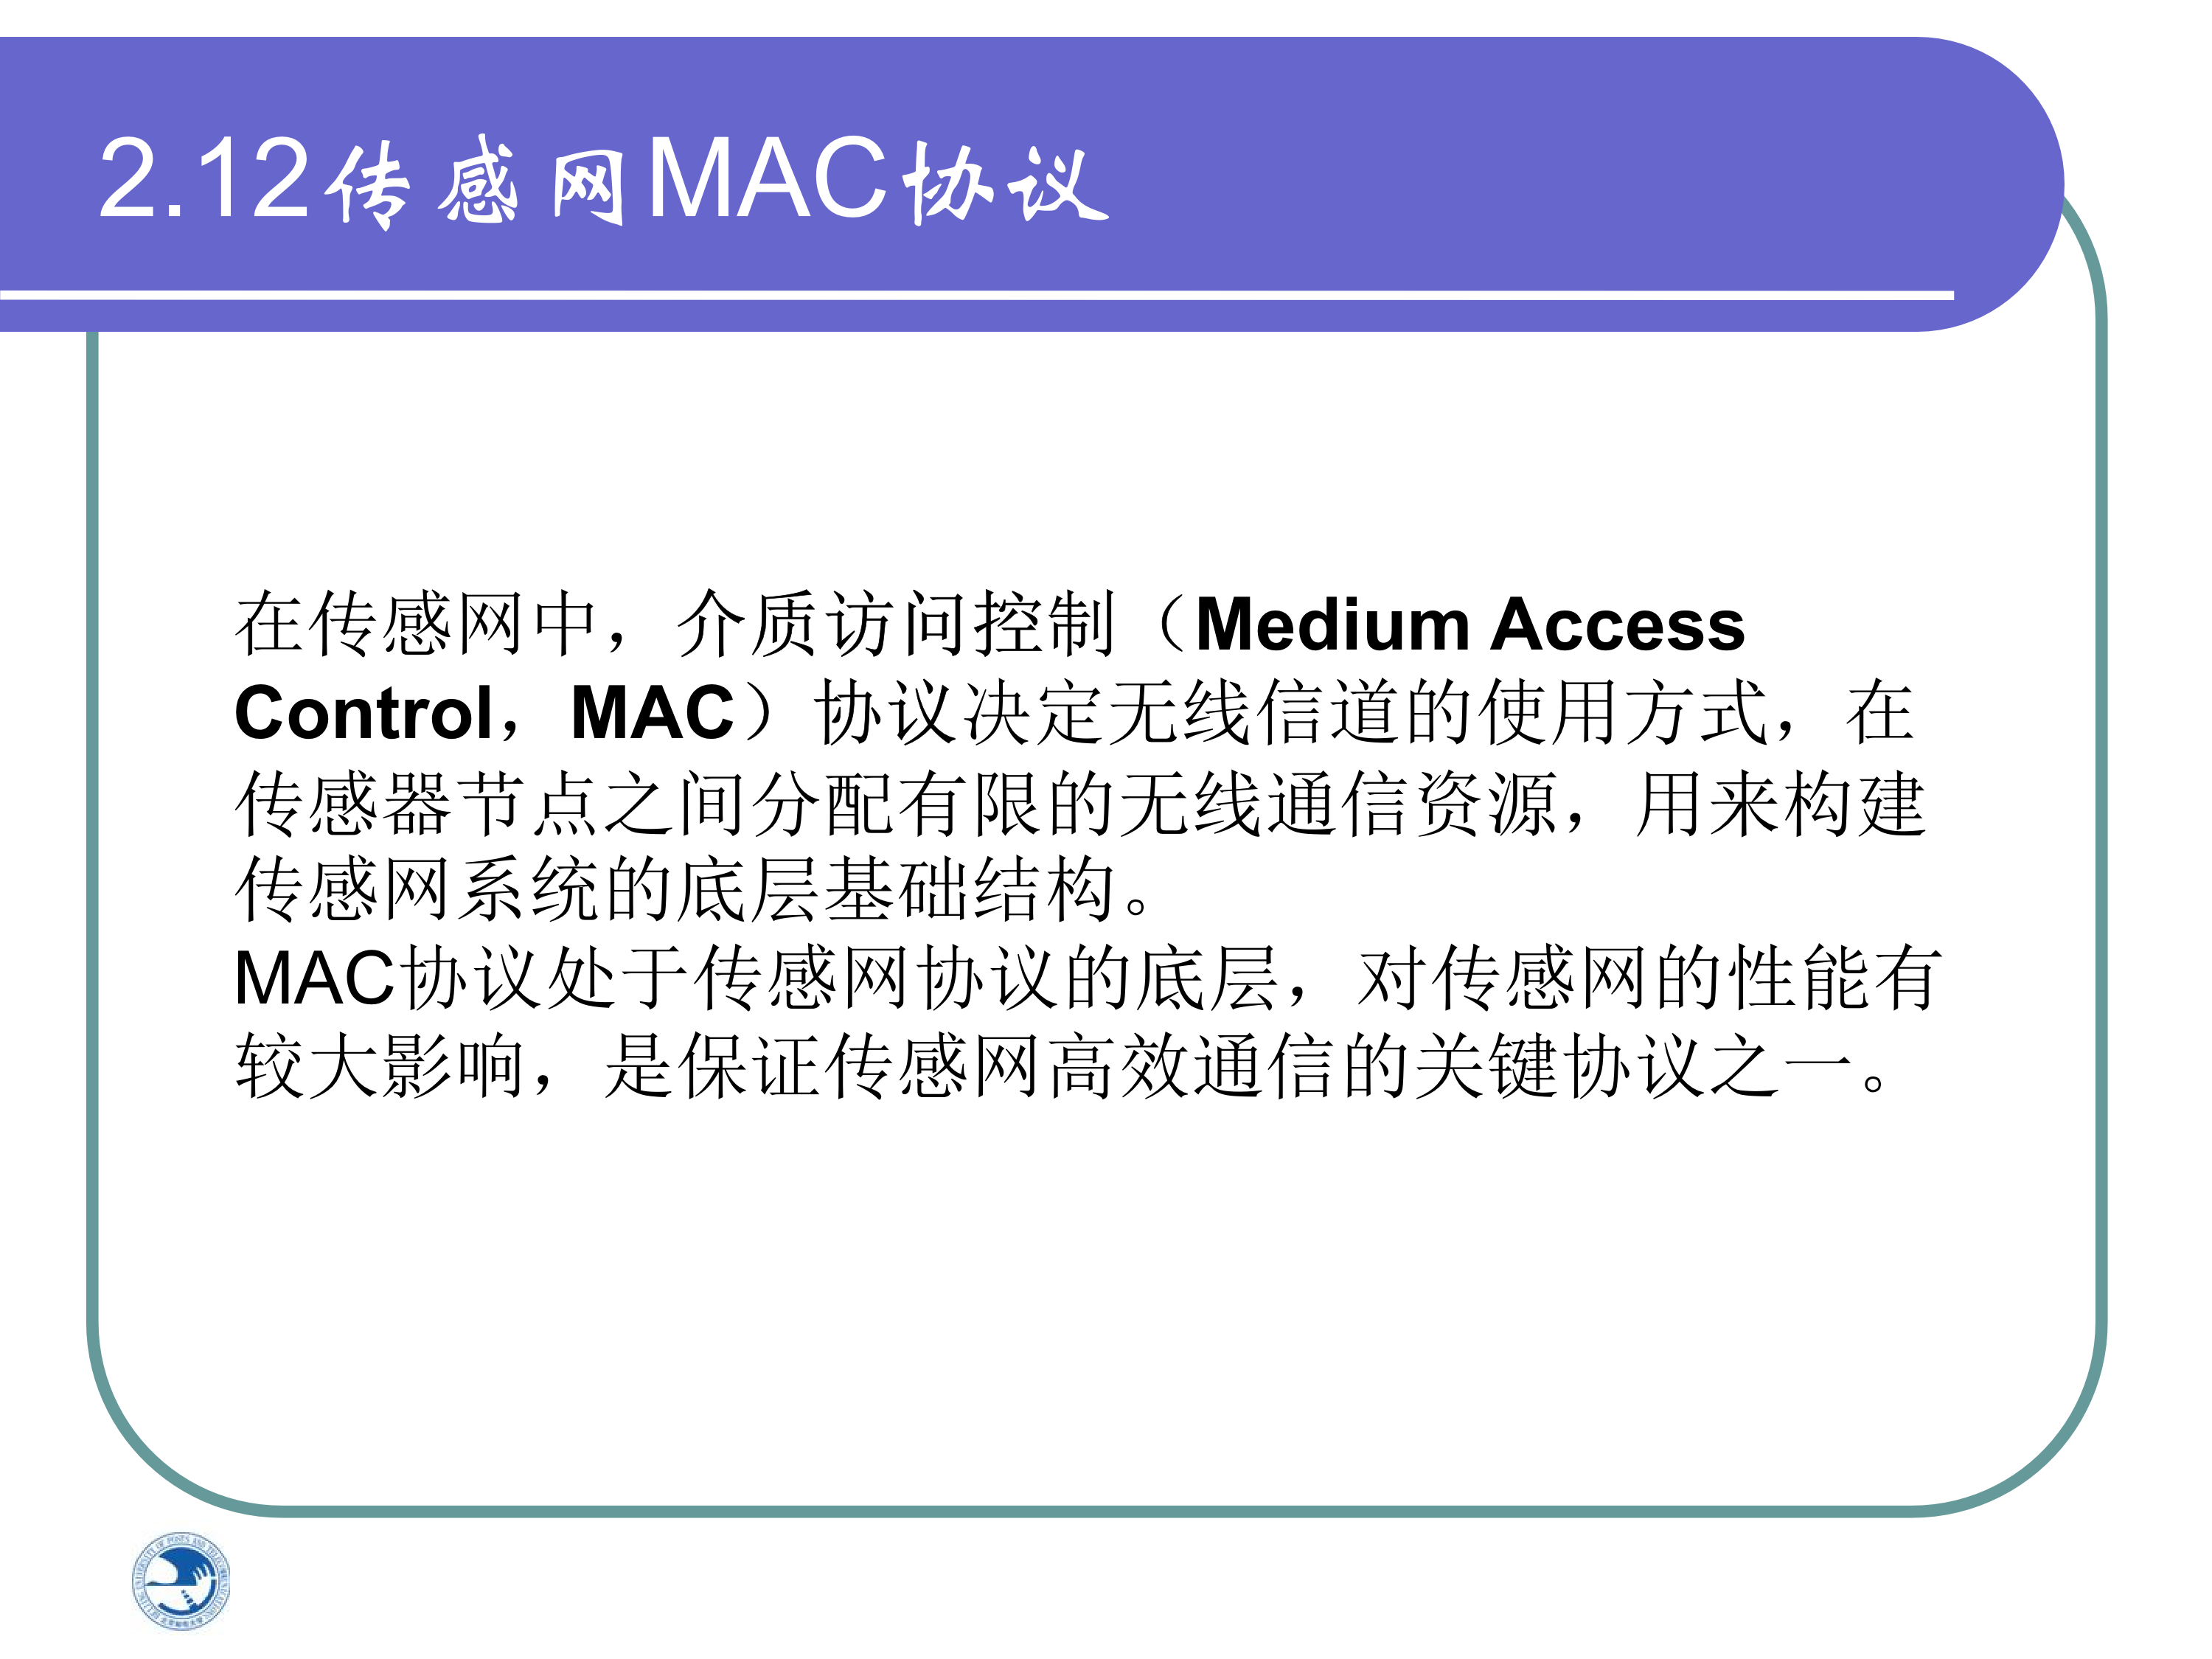 2.12传感网MAC协议
在传感网中，介质访问控制（Medium Access
Control，MAC）协议决定无线信道的使用方式，在
传感器节点之间分配有限的无线通信资源，用来构建
传感网系统的底层基础结构。
MAC协议处于传感网协议的底层，对传感网的性能有
较大影响，是保证传感网高效通信的关键协议之一。